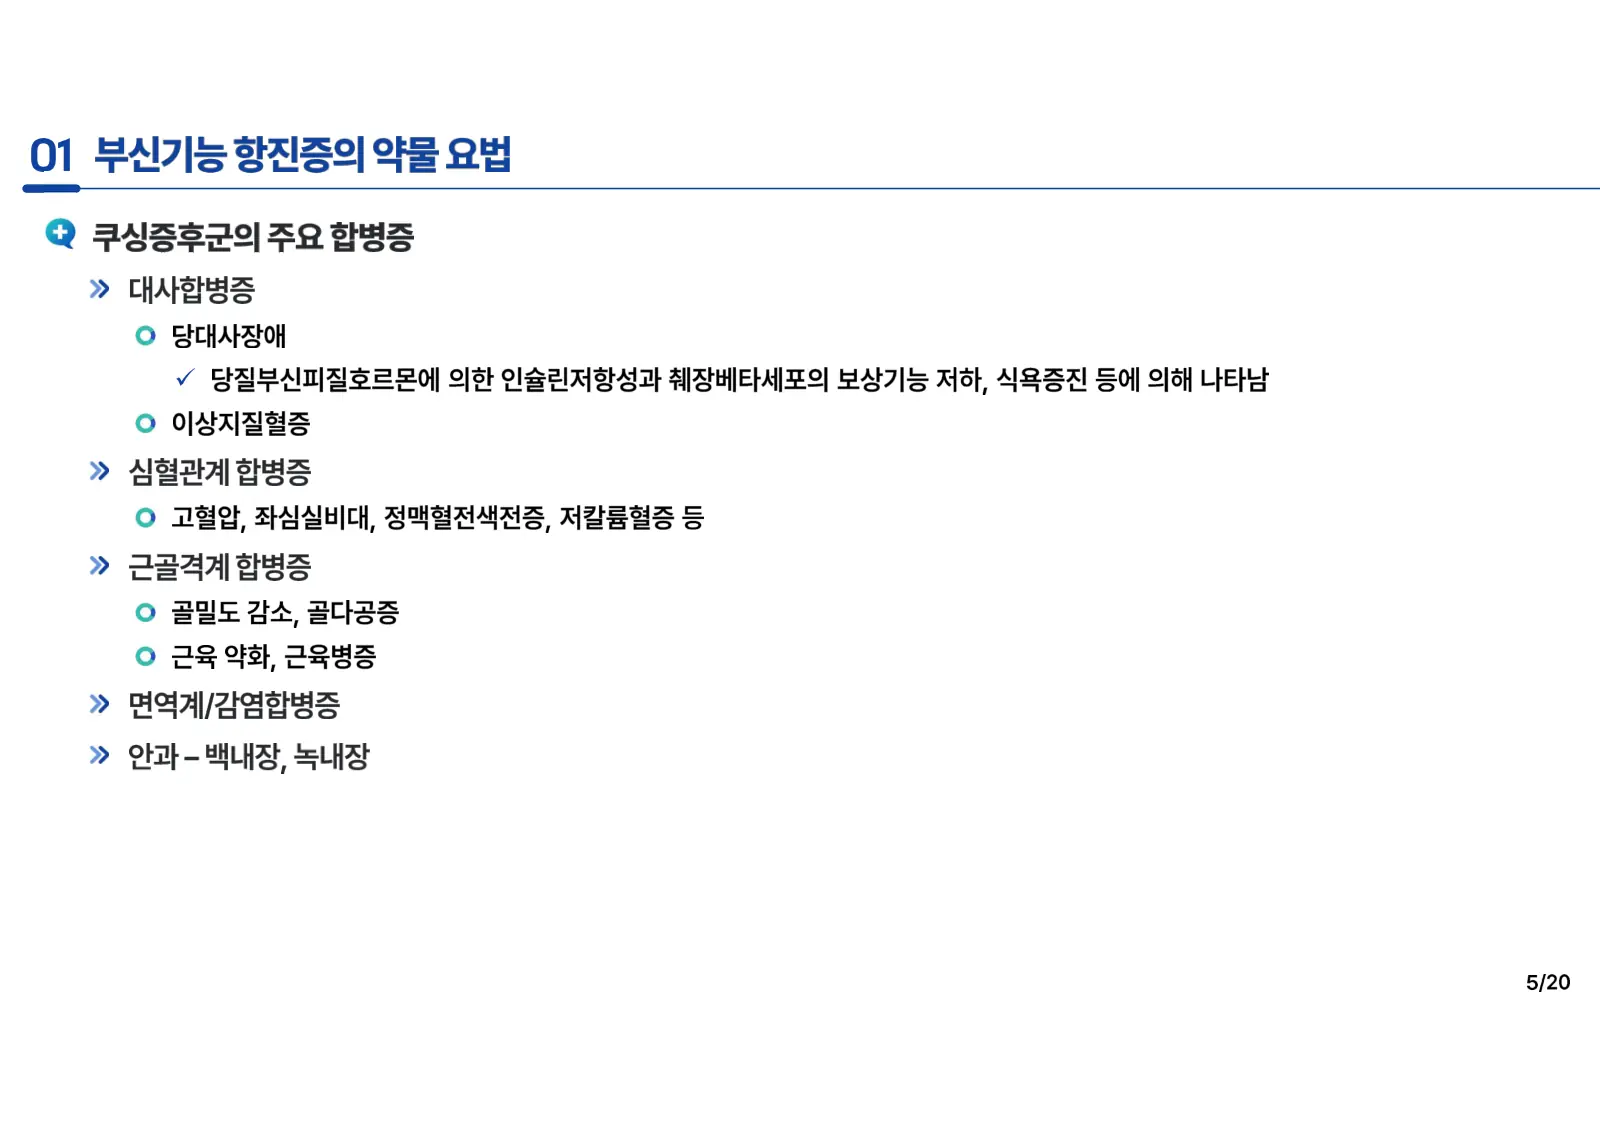 01 부신기능 항진증의 약물 요법
쿠싱증후군의 주요 합병증
대사합병증
당대사장애
당질부신피질호르몬에 의한 인슐린저항성과 췌장베타세포의 보상기능 저하, 식욕증진 등에 의해 나타남
이상지질혈증
심혈관계 합병증
고혈압, 좌심실비대, 정맥혈전색전증, 저칼륨혈증 등
근골격계 합병증
골밀도 감소, 골다공증
근육 약화, 근육병증
면역계/감염합병증
안과 – 백내장, 녹내장
5/20